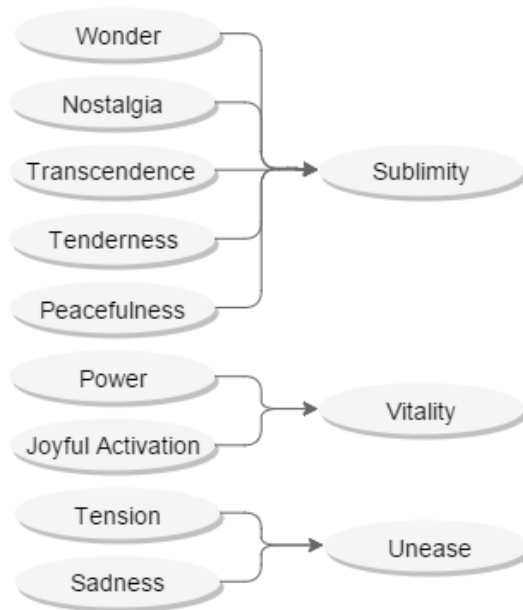 Wonder
Nostalgia
Transcendence
Sublimity
Tenderness
Peacefulness
Power
Vitality
Joyful Activation
Tension
Unease
Sadness